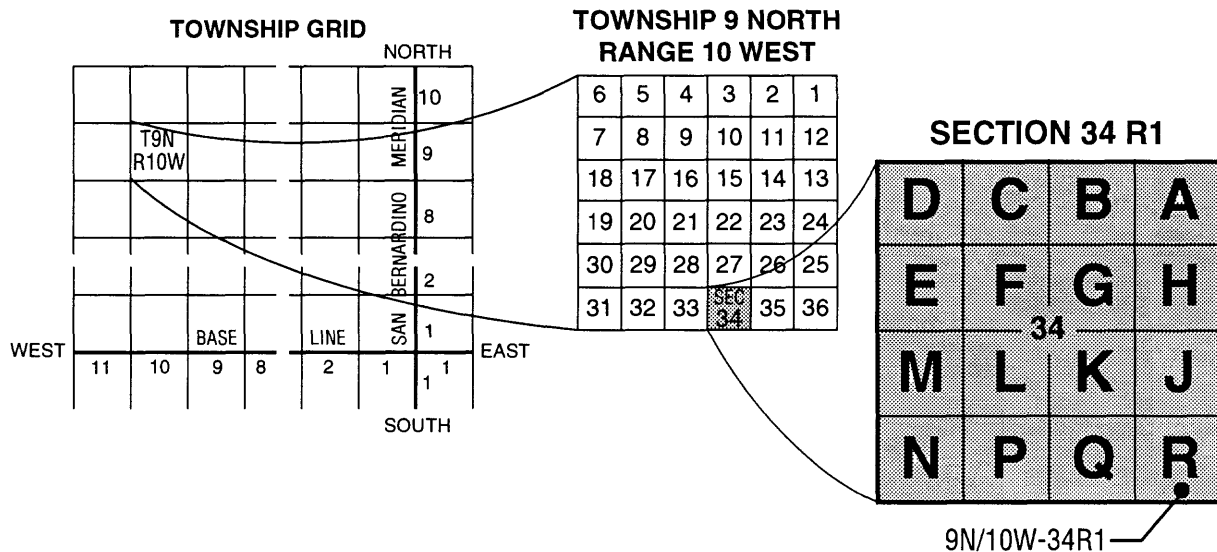 TOWNSHIP GRID
NORTH
SAN BERNARDINO MERIDIAN
10
T9N
R10W
9
8
2
1
WEST
BASE
LINE
EAST
11
10
9
8
2
1
1
1
SOUTH
TOWNSHIP 9 NORTH
RANGE 10 WEST
6 5 4 3 2 1
7 8 9 10 11 12
18 17 16 15 14 13
19 20 21 22 23 24
30 29 28 27 26 25
31 32 33 SEC 34 35 36
SECTION 34 R1
D C B A
E F G H
34
M L K J
N P Q R
9N/10W-34R1